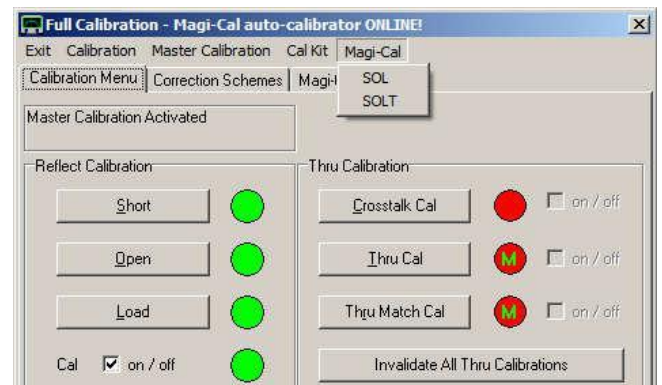 Full Calibration - Magi-Cal auto-calibrator ONLINE!
Exit Calibration Master Calibration Cal Kit Magi-Cal
SOL
SOLT
Calibration Menu Correction Schemes
Master Calibration Activated
Reflect Calibration
Short
Open
Load
Cal on / off
Thru Calibration
Crosstalk Cal on / off
Thru Cal M on / off
Thru Match Cal M on / off
Invalidate All Thru Calibrations